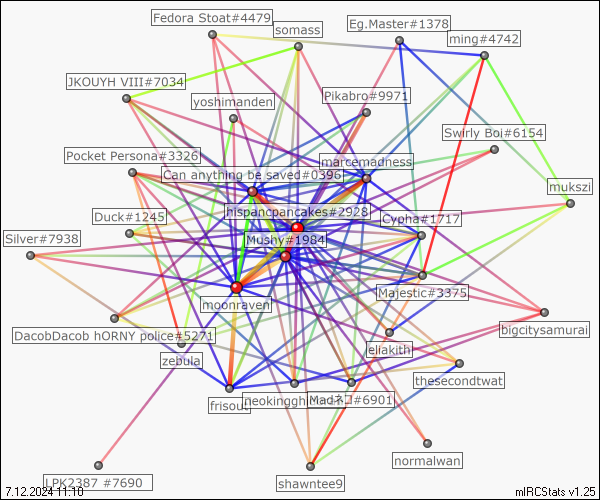 Fedora Stoat#4479
somass
Eg.Master#1378
ming#4742
JKOUYH VIII#7034
yoshimanden
Pikabro#9971
Swirly Boi#6154
Pocket Persona#3326
marcemadness
Can anything be saved#0396
mukszi
Duck#1245
hispancpancakes#2928
Cypha#1717
Silver#7938
Mushy#1984
moonraven
Majestic#3375
DacobDacob hORNY police#5271
bigcitysamurai
zebula
eliakith
thesecondtwat
frisout
neokingghi
Madネコ#6901
normalwan
LPK2387 #7690
shawntee9
7.12.2024 11:10
mIRCStats v1.25